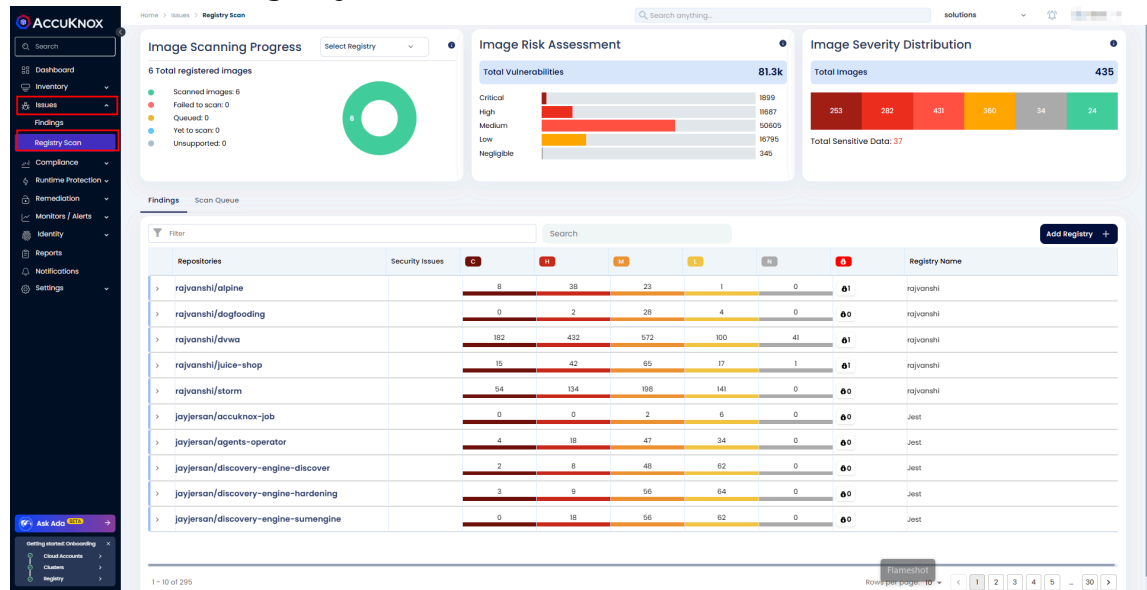 ACCUKNOX
Search
Dashboard
Inventory
Issues
Findings
Registry Scan
Compliance
Runtime Protection
Remediation
Monitors / Alerts
Identity
Reports
Notifications
Settings
Ask Ada BETA
Getting started: Onboarding
Cloud Accounts
Clusters
Registry
Home > Issues > Registry Scan
Search anything...
solutions
Image Scanning Progress
Select Registry
6 Total registered images
Scanned images: 6
Failed to scan: 0
Queued: 0
Yet to scan: 0
Unsupported: 0
6
Image Risk Assessment
Total Vulnerabilities 81.3k
Critical 1899
High 11687
Medium 50605
Low 16795
Negligible 345
Image Severity Distribution
Total Images 435
253 282 431 360 34 24
Total Sensitive Data: 37
Findings Scan Queue
Filter Search Add Registry +
Repositories Security Issues C H M L N Registry Name
rajvanshi/alpine 8 38 23 1 0 1 rajvanshi
rajvanshi/dogfooding 0 2 28 4 0 0 rajvanshi
rajvanshi/dvwa 182 432 572 100 41 1 rajvanshi
rajvanshi/juice-shop 15 42 65 17 1 1 rajvanshi
rajvanshi/storm 54 134 198 141 0 0 rajvanshi
jayjersan/accuknox-job 0 0 2 6 0 0 Jest
jayjersan/agents-operator 4 18 47 34 0 0 Jest
jayjersan/discovery-engine-discover 2 8 48 62 0 0 Jest
jayjersan/discovery-engine-hardening 3 9 56 64 0 0 Jest
jayjersan/discovery-engine-sumengine 0 18 56 62 0 0 Jest
Flameshot
1 - 10 of 295 Rows per page: 10 < 1 2 3 4 5 ... 30 >